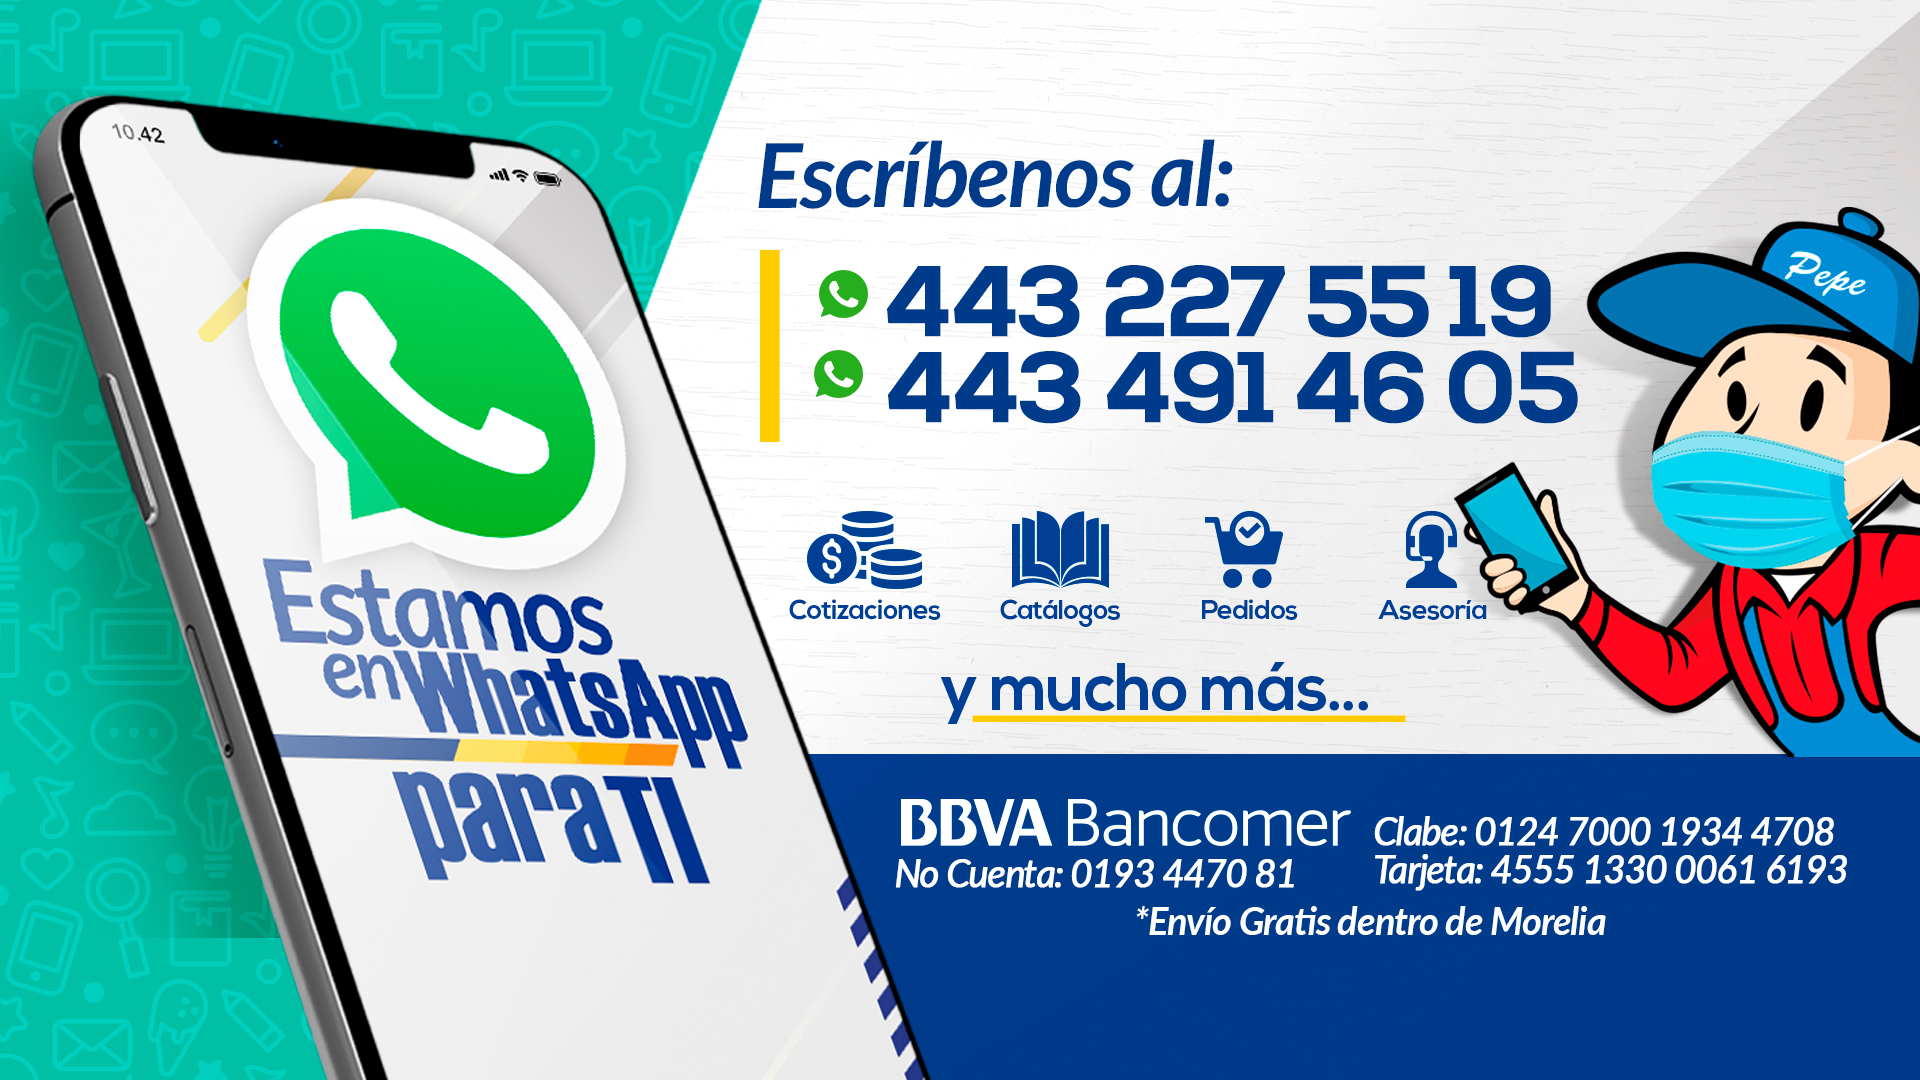 10.42
Estamos
en WhatsApp
para TI
Escríbenos al:
443 227 55 19
443 491 46 05
Pepe
$
Cotizaciones
Catálogos
Pedidos
Asesoría
y mucho más...
BBVA Bancomer
No Cuenta: 0193 4470 81
Clabe: 0124 7000 1934 4708
Tarjeta: 4555 1330 0061 6193
*Envío Gratis dentro de Morelia